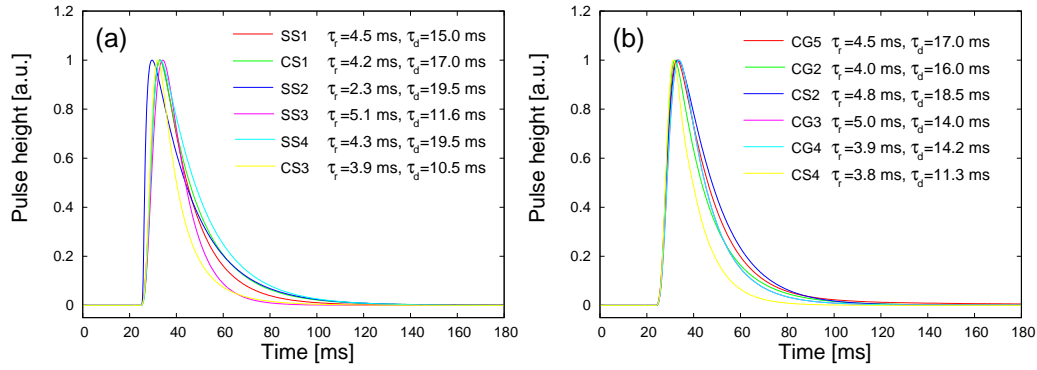 (a)
SS1 τr=4.5 ms, τd=15.0 ms
CS1 τr=4.2 ms, τd=17.0 ms
SS2 τr=2.3 ms, τd=19.5 ms
SS3 τr=5.1 ms, τd=11.6 ms
SS4 τr=4.3 ms, τd=19.5 ms
CS3 τr=3.9 ms, τd=10.5 ms
Pulse height [a.u.]
1.2
1
0.8
0.6
0.4
0.2
0
0 20 40 60 80 100 120 140 160 180
Time [ms]
(b)
CG5 τr=4.5 ms, τd=17.0 ms
CG2 τr=4.0 ms, τd=16.0 ms
CS2 τr=4.8 ms, τd=18.5 ms
CG3 τr=5.0 ms, τd=14.0 ms
CG4 τr=3.9 ms, τd=14.2 ms
CS4 τr=3.8 ms, τd=11.3 ms
Pulse height [a.u.]
1.2
1
0.8
0.6
0.4
0.2
0
0 20 40 60 80 100 120 140 160 180
Time [ms]